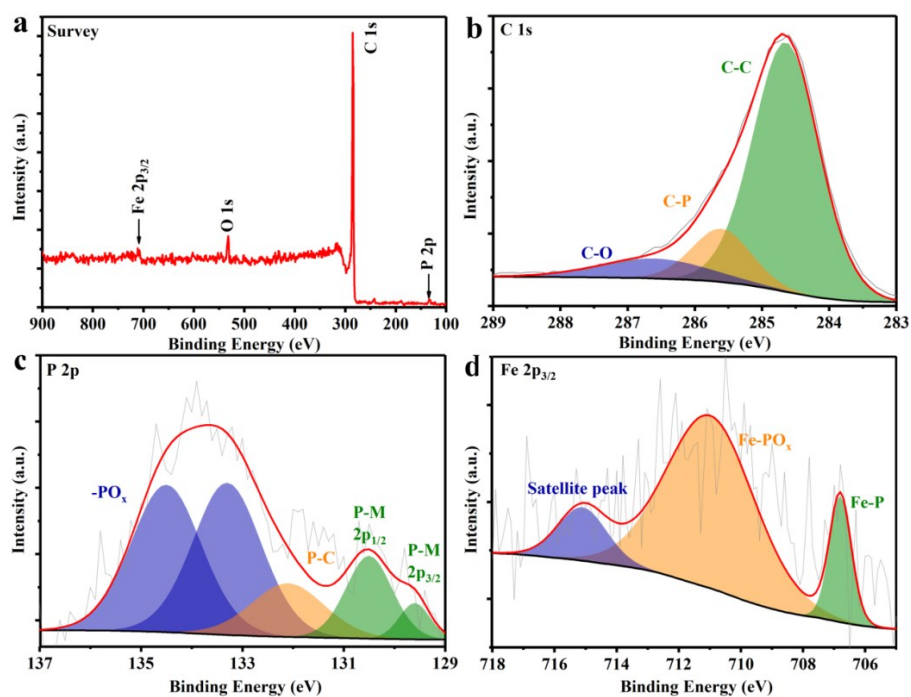 a
Survey
C 1s
Fe 2p3/2
O 1s
P 2p
Intensity (a.u.)
900 800 700 600 500 400 300 200 100
Binding Energy (eV)
b
C 1s
C-C
C-P
C-O
Intensity (a.u.)
289 288 287 286 285 284 283
Binding Energy (eV)
c
P 2p
-POx
P-C
P-M
2p1/2
P-M
2p3/2
Intensity (a.u.)
137 135 133 131 129
Binding Energy (eV)
d
Fe 2p3/2
Satellite peak
Fe-POx
Fe-P
Intensity (a.u.)
718 716 714 712 710 708 706
Binding Energy (eV)